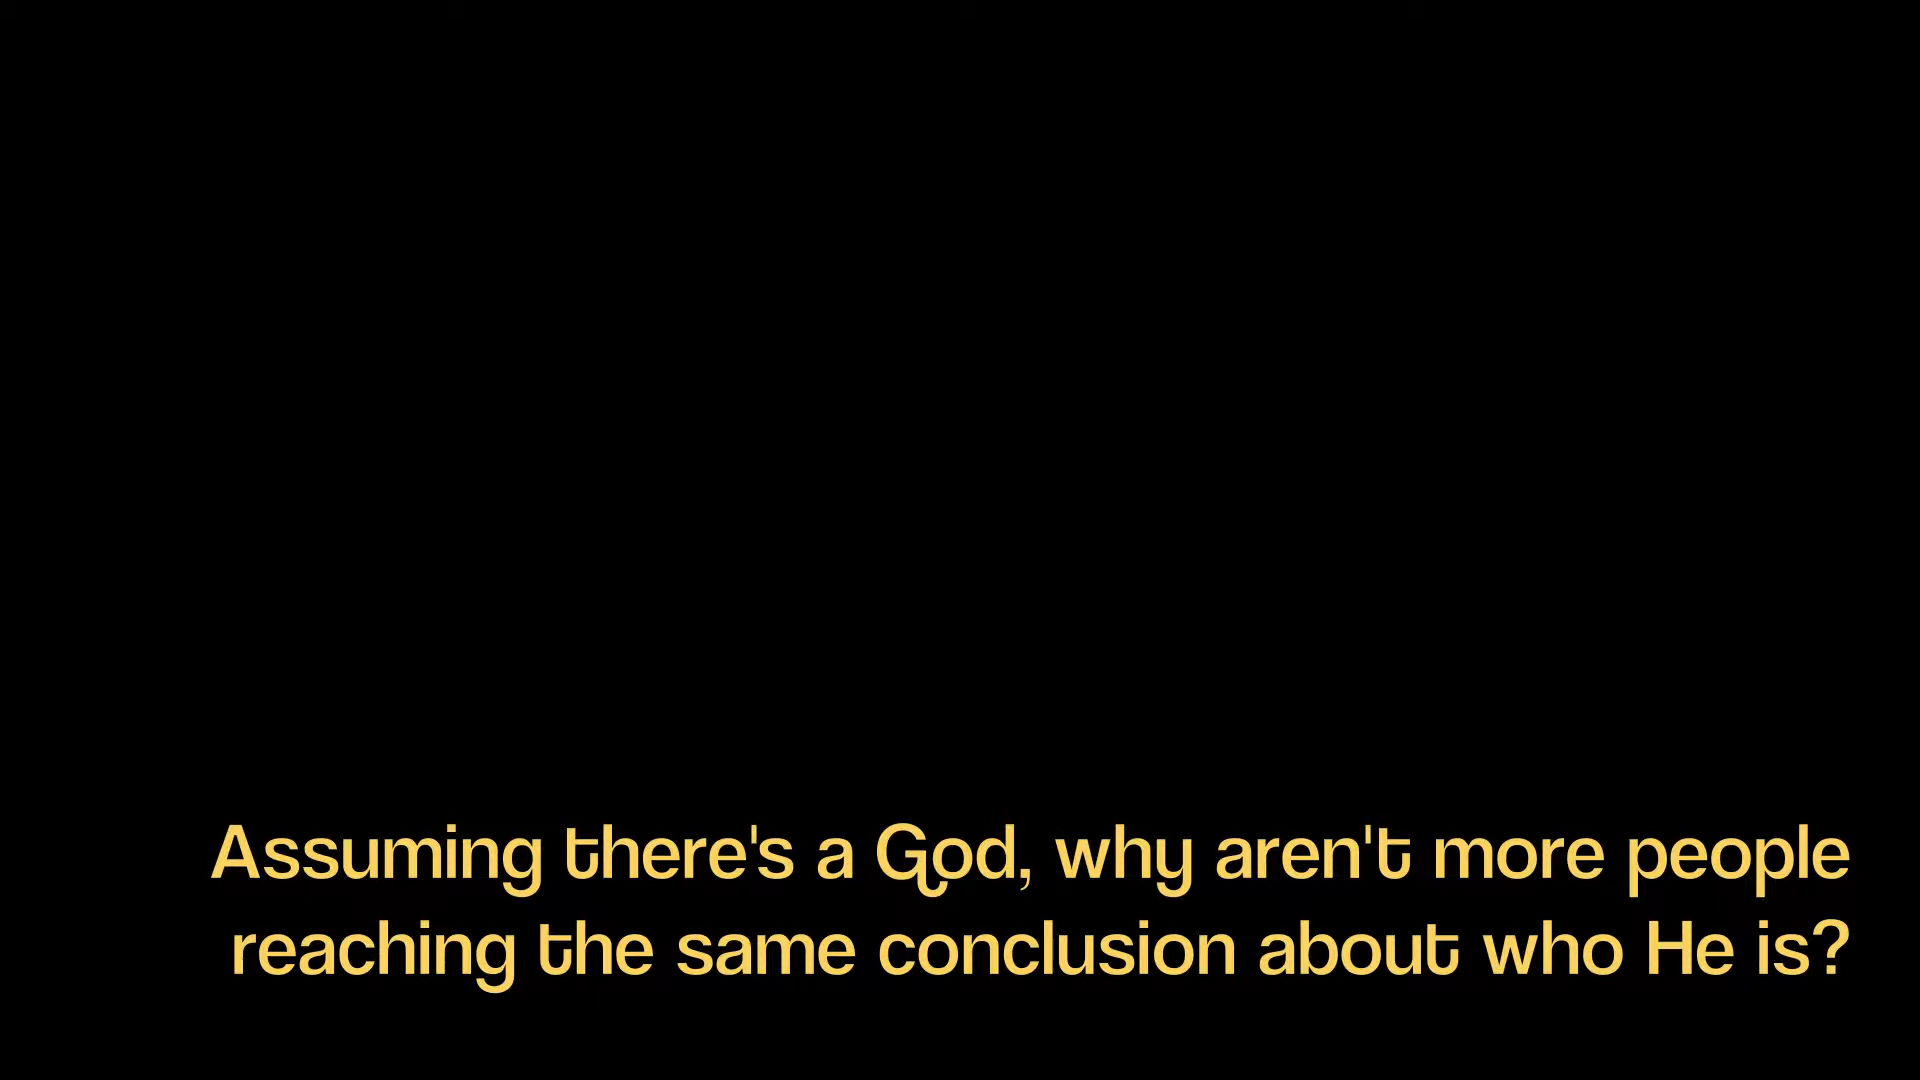 Assuming there's a God, why aren't more people
reaching the same conclusion about who He is?